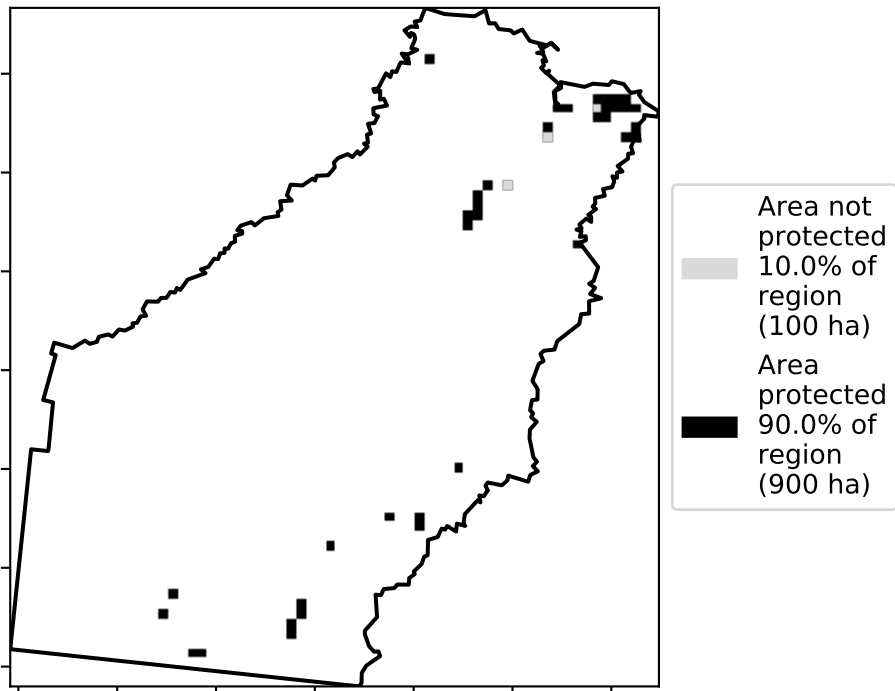 Area not
protected
10.0% of
region
(100 ha)
Area
protected
90.0% of
region
(900 ha)